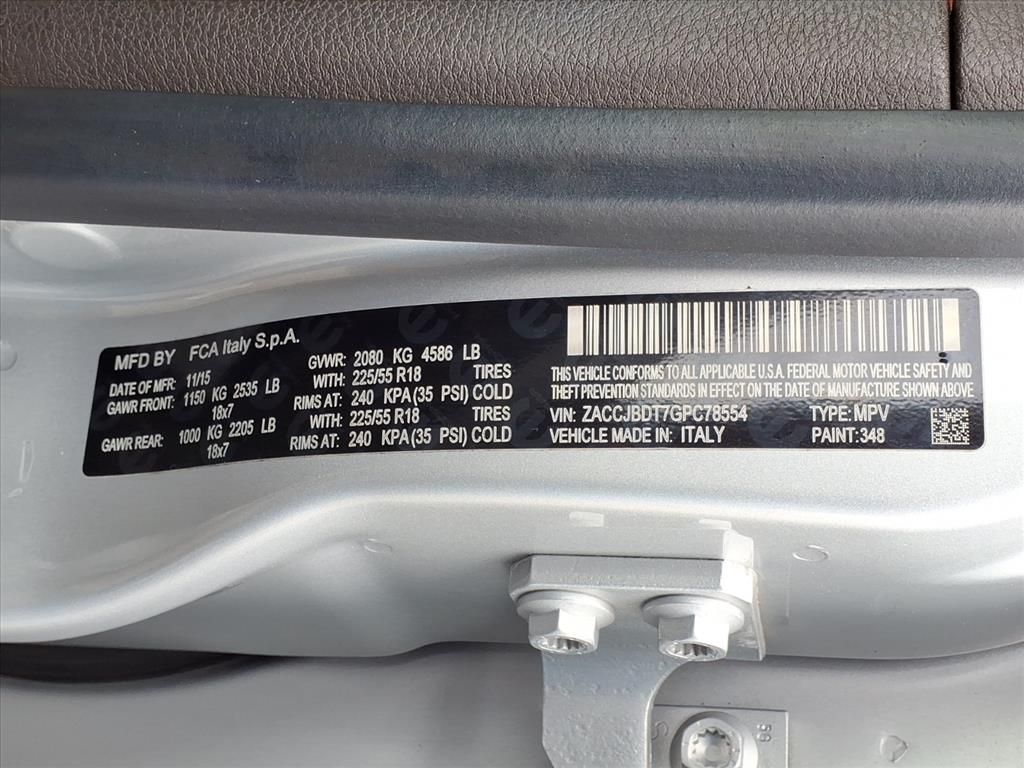 MFD BY FCA Italy S.p.A.
DATE OF MFR: 11/15 GVWR: 2080 KG 4586 LB
GAWR FRONT: 1150 KG 2535 LB WITH: 225/55 R18 TIRES
18x7 RIMS AT: 240 KPA(35 PSI) COLD
GAWR REAR: 1000 KG 2205 LB WITH: 225/55 R18 TIRES
18x7 RIMS AT: 240 KPA(35 PSI) COLD
THIS VEHICLE CONFORMS TO ALL APPLICABLE U.S.A. FEDERAL MOTOR VEHICLE SAFETY AND
THEFT PREVENTION STANDARDS IN EFFECT ON THE DATE OF MANUFACTURE SHOWN ABOVE
VIN: ZACCJBDT7GPC78554 TYPE: MPV
VEHICLE MADE IN: ITALY PAINT: 348